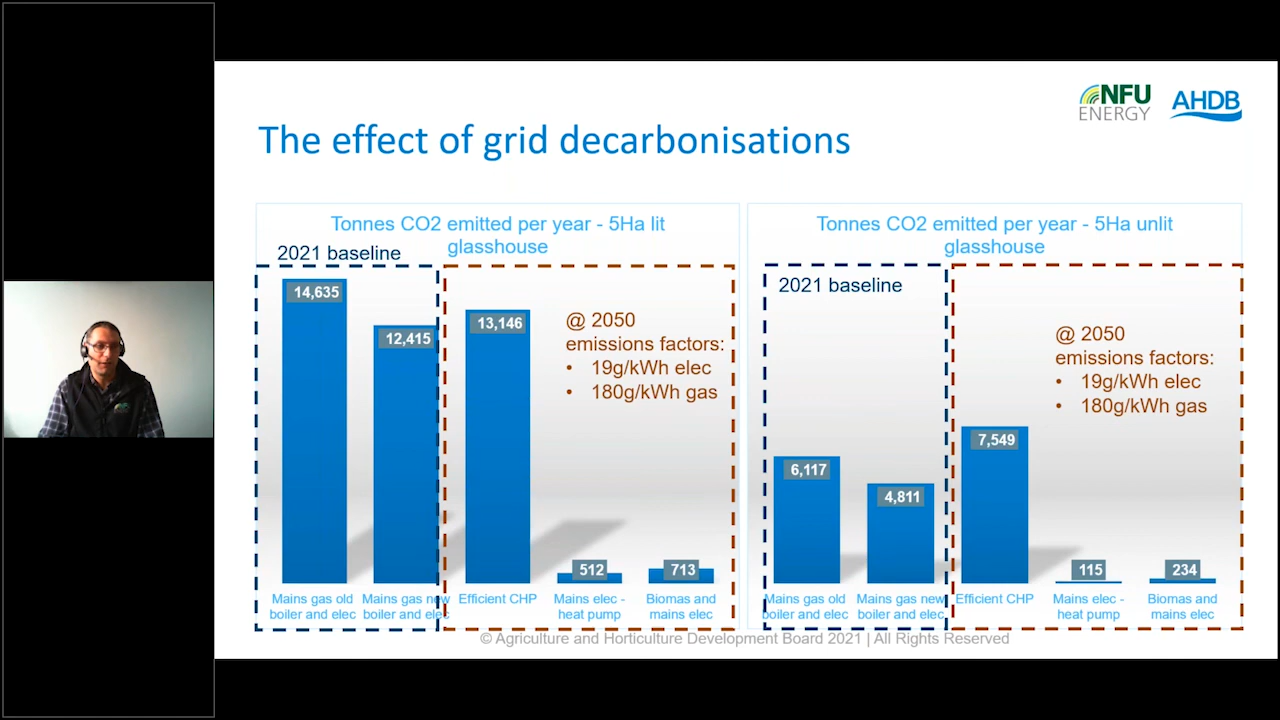 NFU
ENERGY
AHDB
The effect of grid decarbonisations
Tonnes CO2 emitted per year - 5Ha lit
glasshouse
2021 baseline
14,635
12,415
13,146
512
713
@ 2050
emissions factors:
• 19g/kWh elec
• 180g/kWh gas
Mains gas old
boiler and elec
Mains gas new
boiler and elec
Efficient CHP
Mains elec -
heat pump
Biomas and
mains elec
Tonnes CO2 emitted per year - 5Ha unlit
glasshouse
2021 baseline
6,117
4,811
7,549
115
234
@ 2050
emissions factors:
• 19g/kWh elec
• 180g/kWh gas
Mains gas old
boiler and elec
Mains gas new
boiler and elec
Efficient CHP
Mains elec -
heat pump
Biomas and
mains elec
© Agriculture and Horticulture Development Board 2021 | All Rights Reserved
NFU